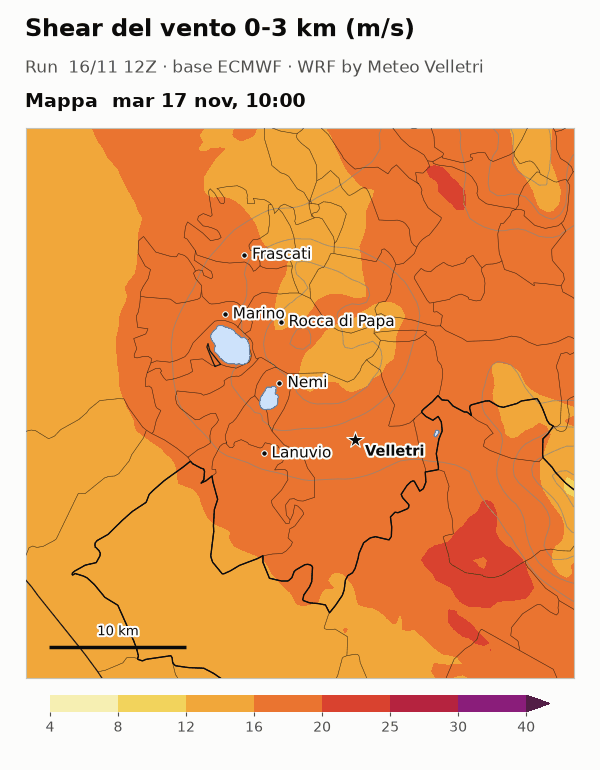 Shear del vento 0-3 km (m/s)
Run  16/11 12Z · base ECMWF · WRF by Meteo Velletri
Mappa  mar 17 nov, 10:00
Frascati
Marino
Rocca di Papa
Nemi
Velletri
Lanuvio
10 km
4 8 12 16 20 25 30 40